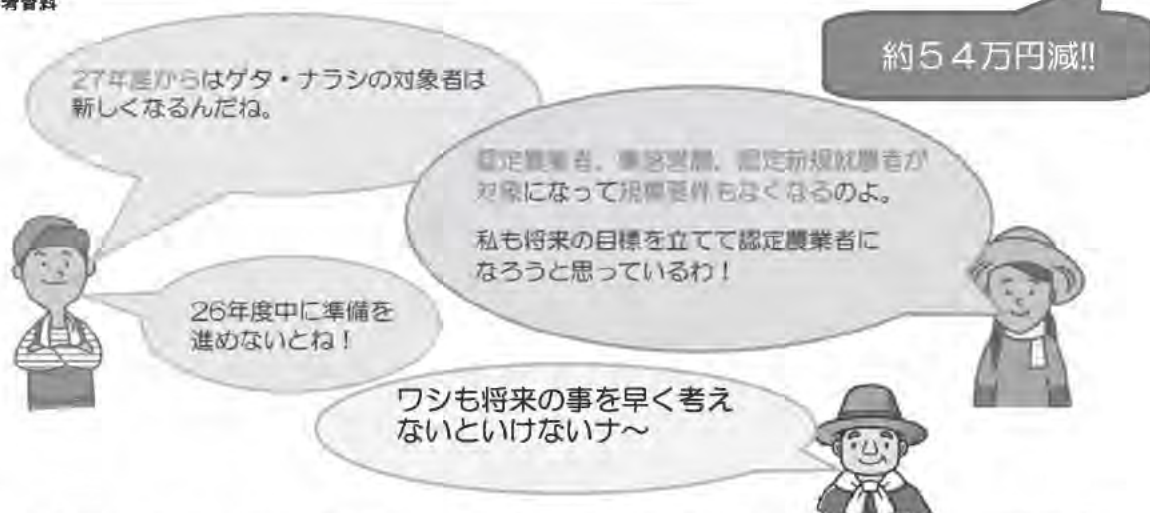 考資料
約54万円減!!
27年産からはゲタ・ナラシの対象者は
新しくなるんだね。
認定農業者、集落営農、認定新規就農者が
対象になって規模要件もなくなるのよ。
私も将来の目標を立てて認定農業者に
なろうと思っているわ！
26年度中に準備を
進めないとね！
ワシも将来の事を早く考え
ないといけないナ～